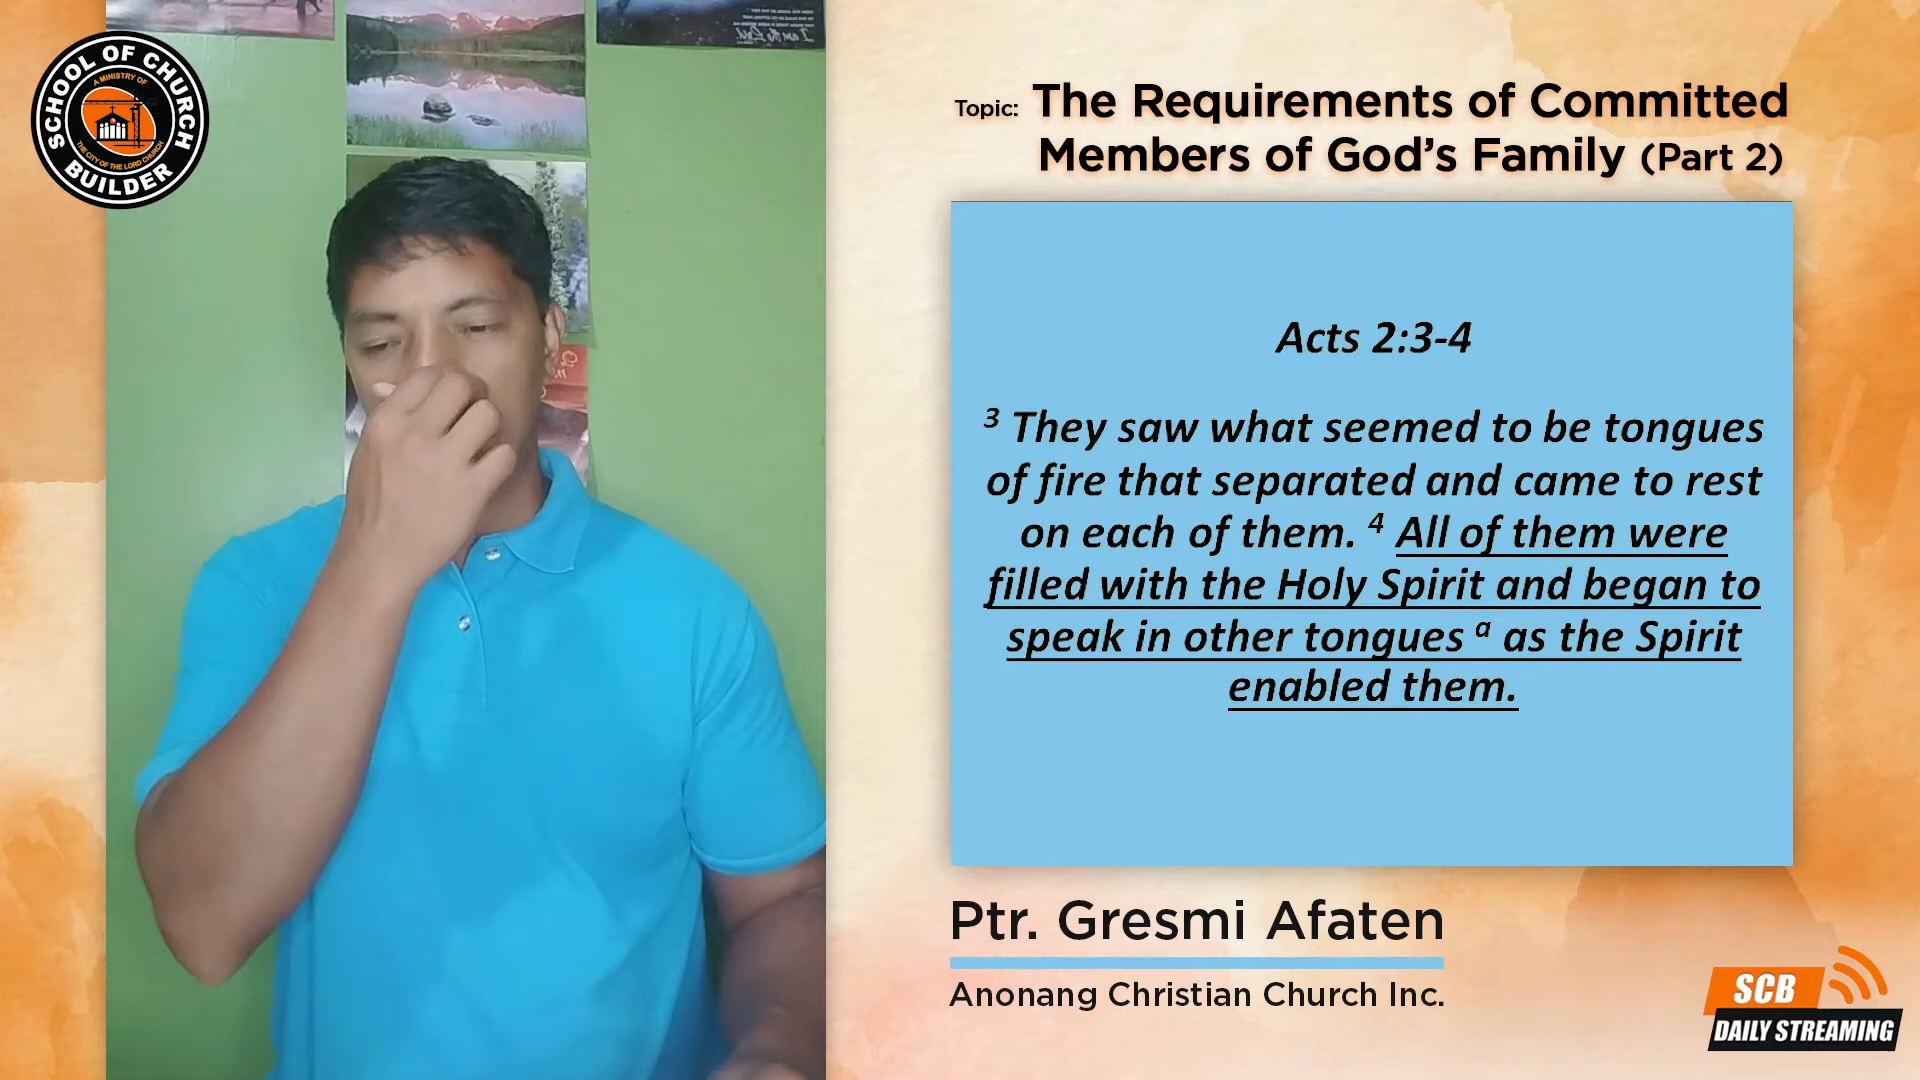 SCHOOL OF CHURCH
BUILDER
A MINISTRY OF
THE CITY OF THE LORD CHURCH
I am the Lord
Topic: The Requirements of Committed
Members of God's Family (Part 2)
Acts 2:3-4
3 They saw what seemed to be tongues
of fire that separated and came to rest
on each of them. 4 All of them were
filled with the Holy Spirit and began to
speak in other tongues a as the Spirit
enabled them.
Ptr. Gresmi Afaten
Anonang Christian Church Inc.
SCB
DAILY STREAMING